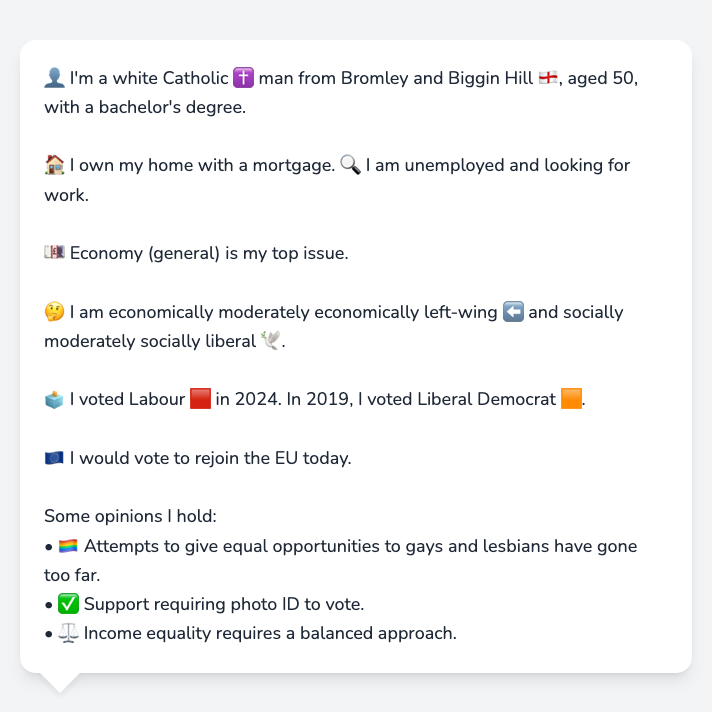 👤 I'm a white Catholic ✝️ man from Bromley and Biggin Hill 🏴󠁧󠁢󠁥󠁮󠁧󠁿, aged 50,
with a bachelor's degree.
🏠 I own my home with a mortgage. 🔍 I am unemployed and looking for
work.
💷 Economy (general) is my top issue.
🤔 I am economically moderately economically left-wing ⬅️ and socially
moderately socially liberal 🕊️.
🗳️ I voted Labour 🟥 in 2024. In 2019, I voted Liberal Democrat 🟧.
🇪🇺 I would vote to rejoin the EU today.
Some opinions I hold:
• 🏳️‍🌈 Attempts to give equal opportunities to gays and lesbians have gone
too far.
• ✅ Support requiring photo ID to vote.
• ⚖️ Income equality requires a balanced approach.